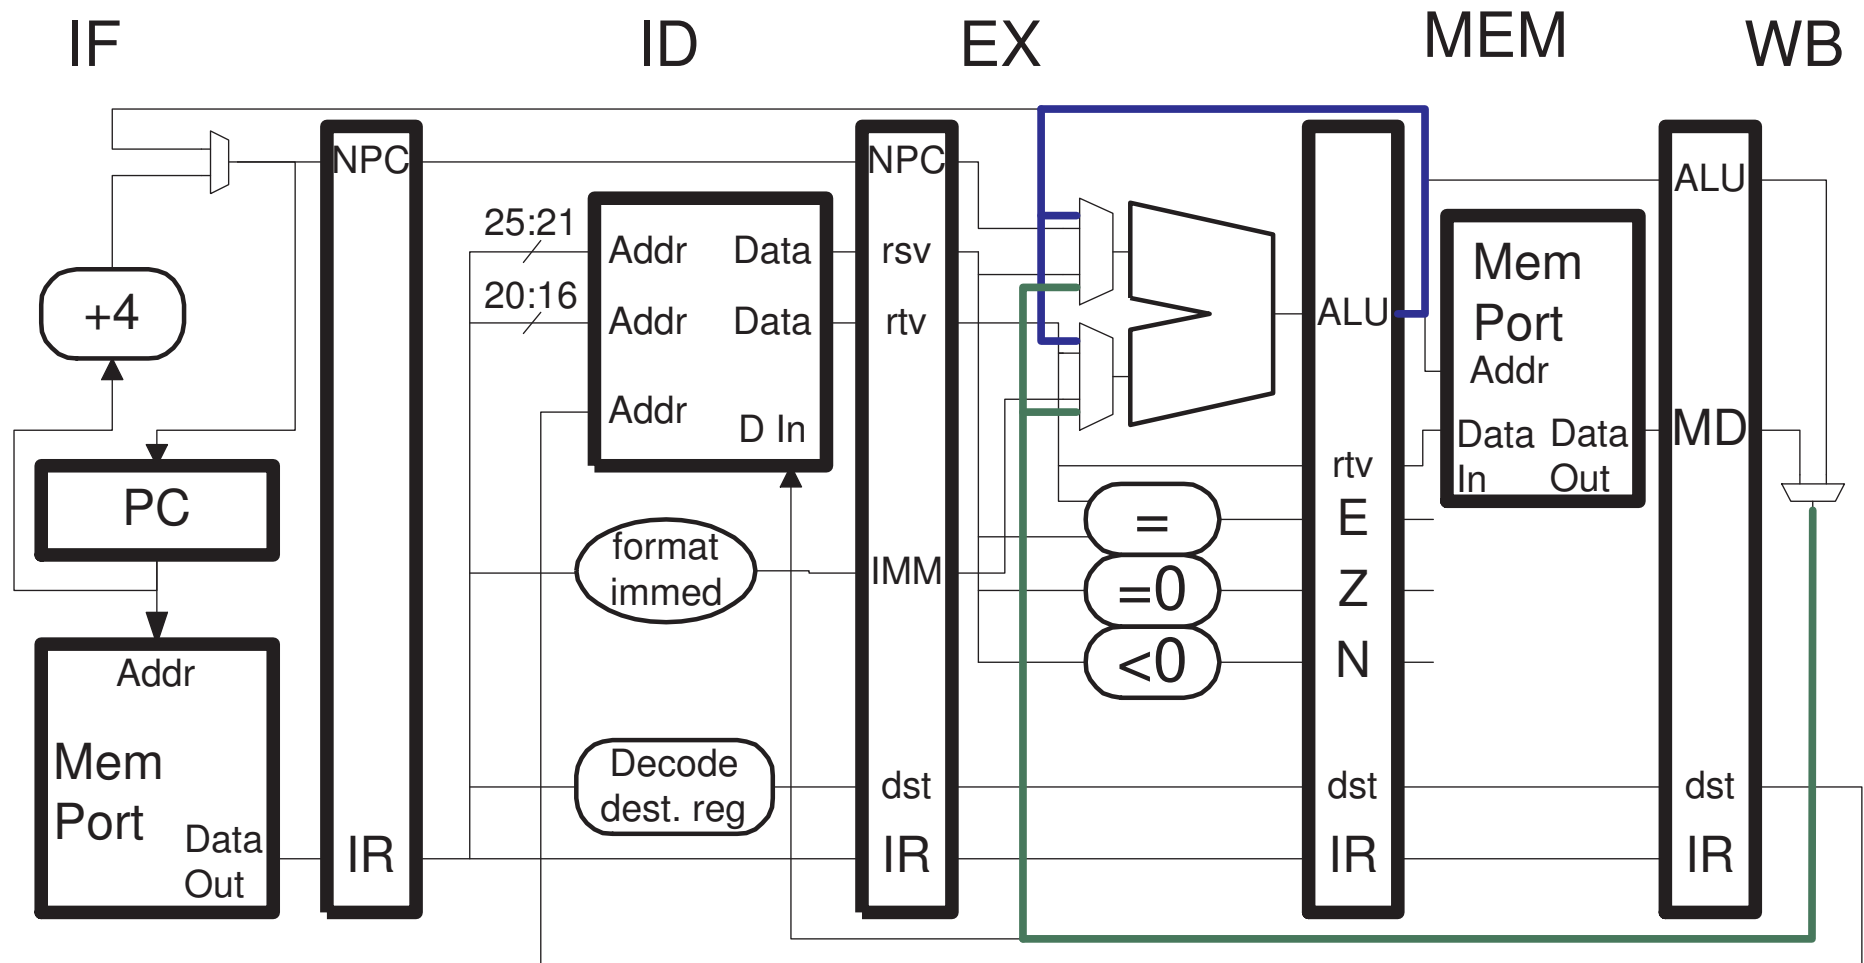 IF
ID
EX
MEM
WB
NPC
NPC
ALU
25:21
Addr
Data
rsv
20:16
Addr
Data
rtv
Addr
D In
+4
ALU
Mem
Port
Addr
Data
In
Data
Out
MD
PC
rtv
=
E
format
immed
IMM
=0
Z
<0
N
Addr
Mem
Port
Data
Out
Decode
dest. reg
dst
dst
dst
IR
IR
IR
IR